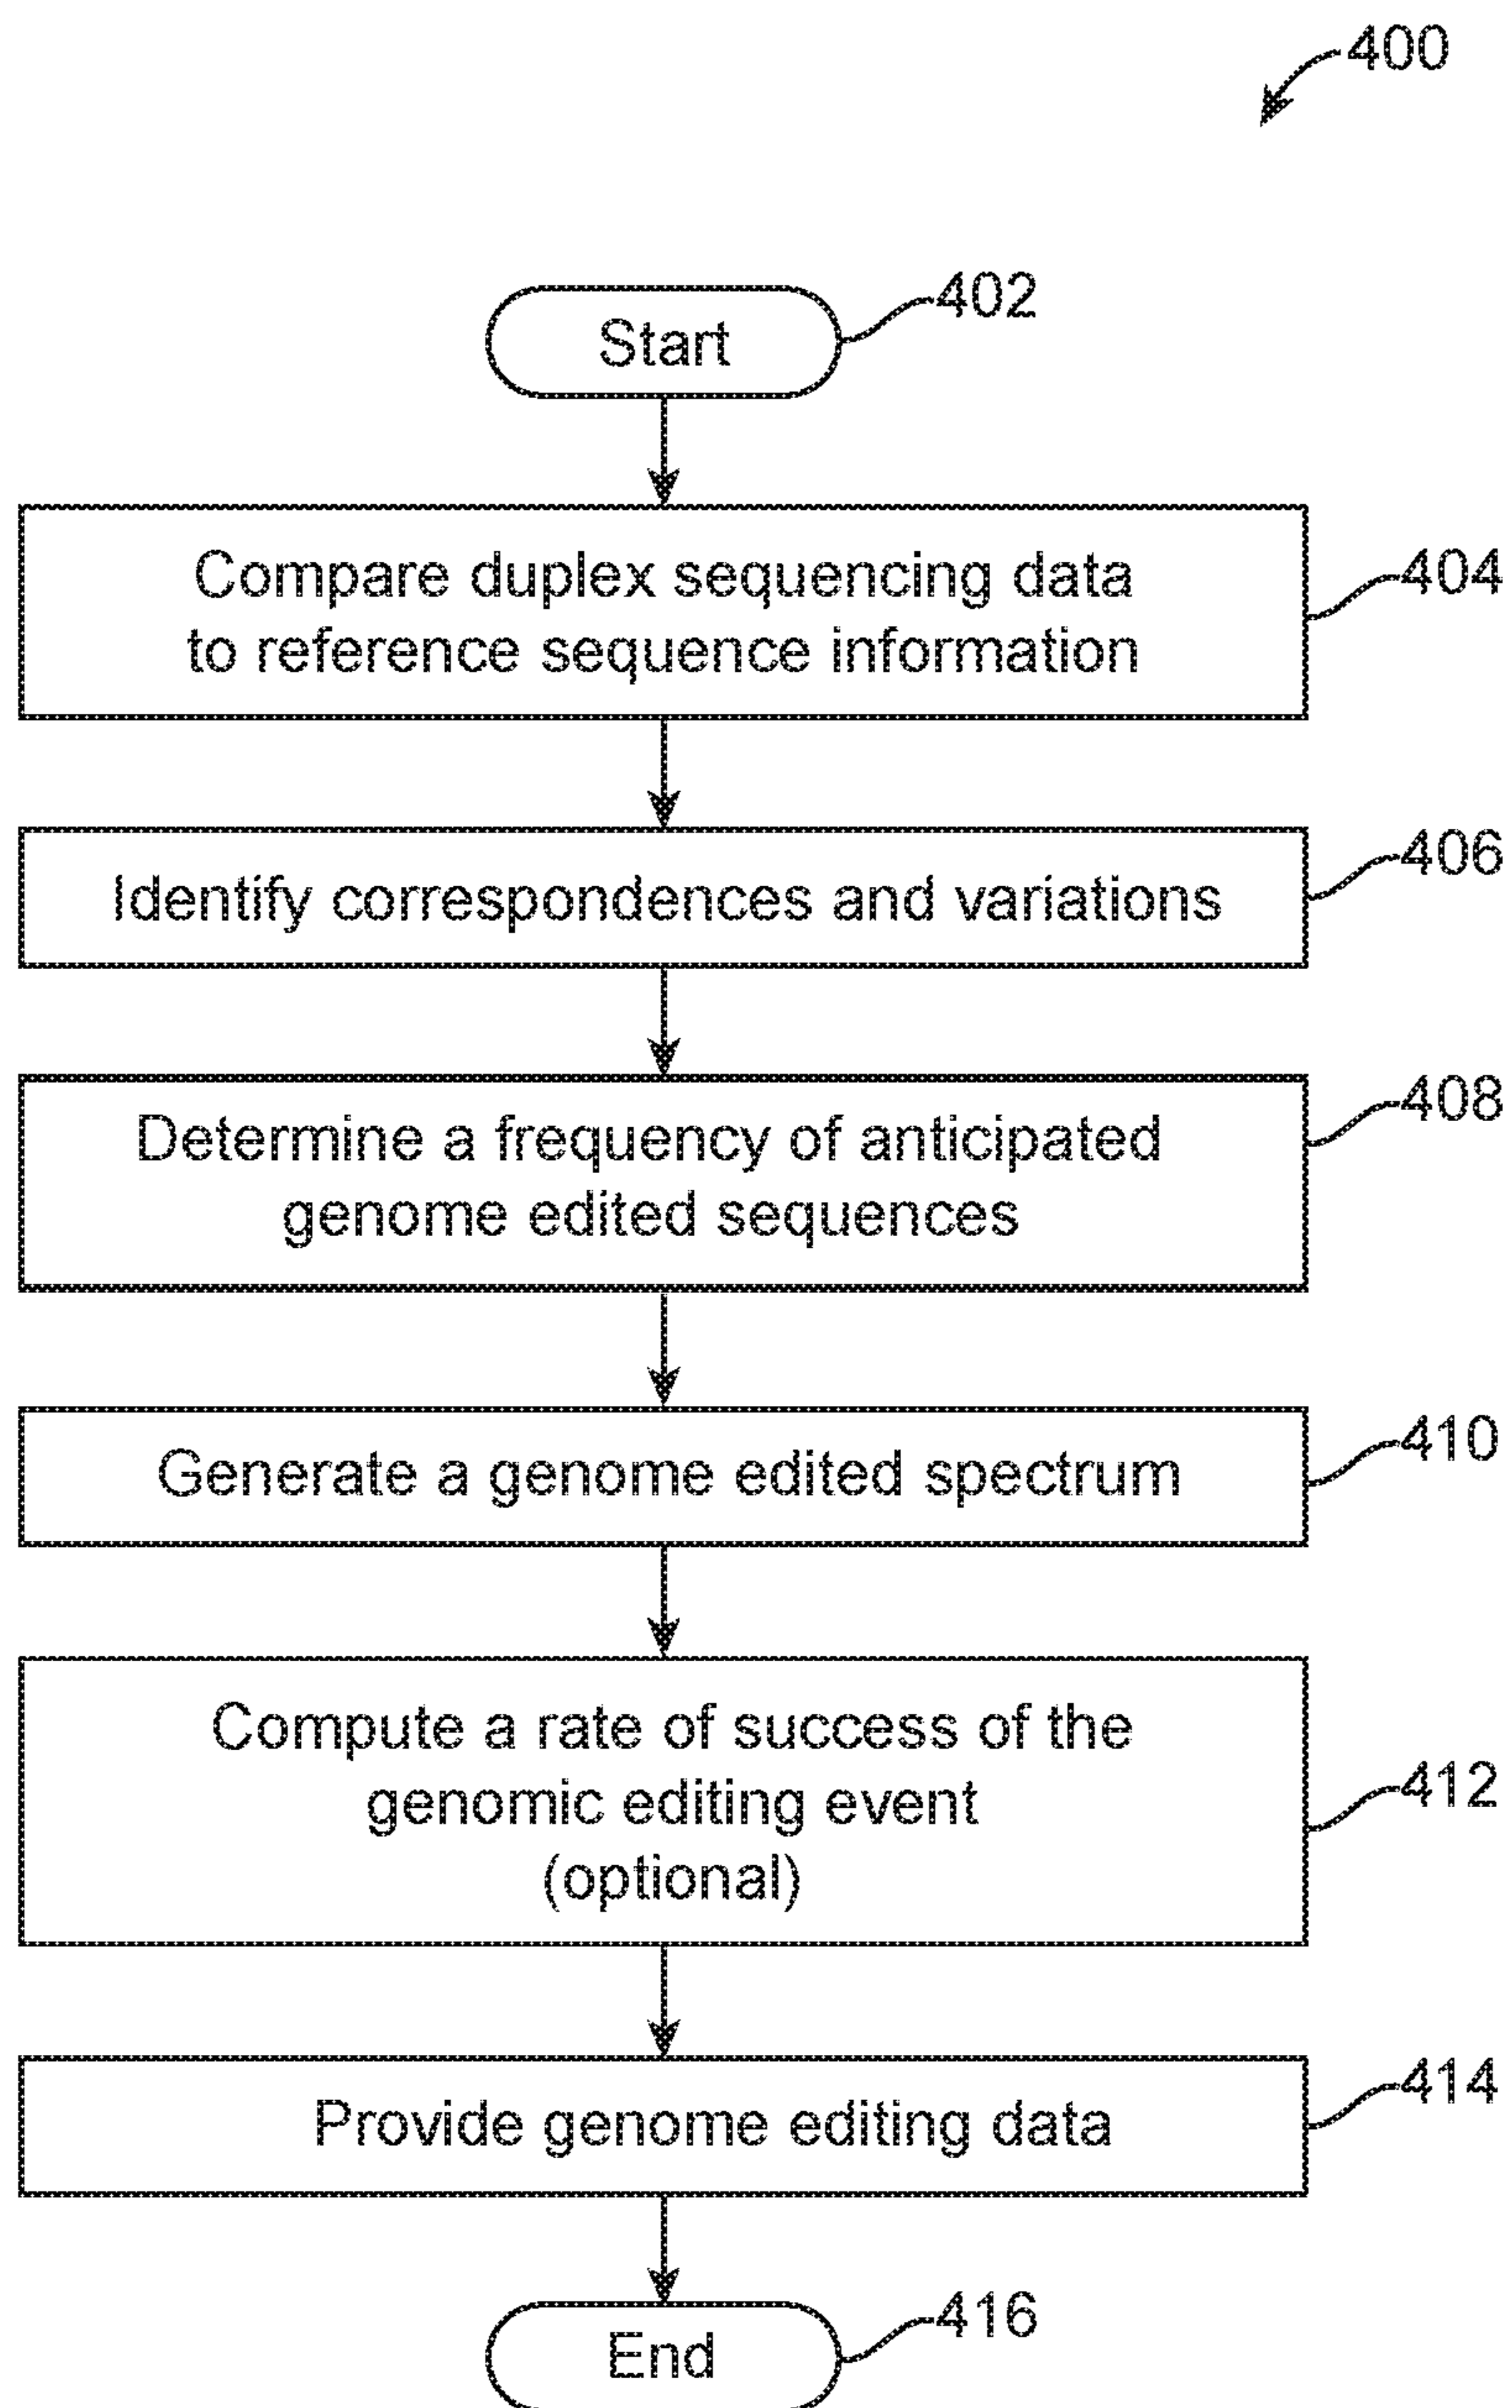 400
Start
402
Compare duplex sequencing data
to reference sequence information
404
Identify correspondences and variations
406
Determine a frequency of anticipated
genome edited sequences
408
Generate a genome edited spectrum
410
Compute a rate of success of the
genomic editing event
(optional)
412
Provide genome editing data
414
End
416